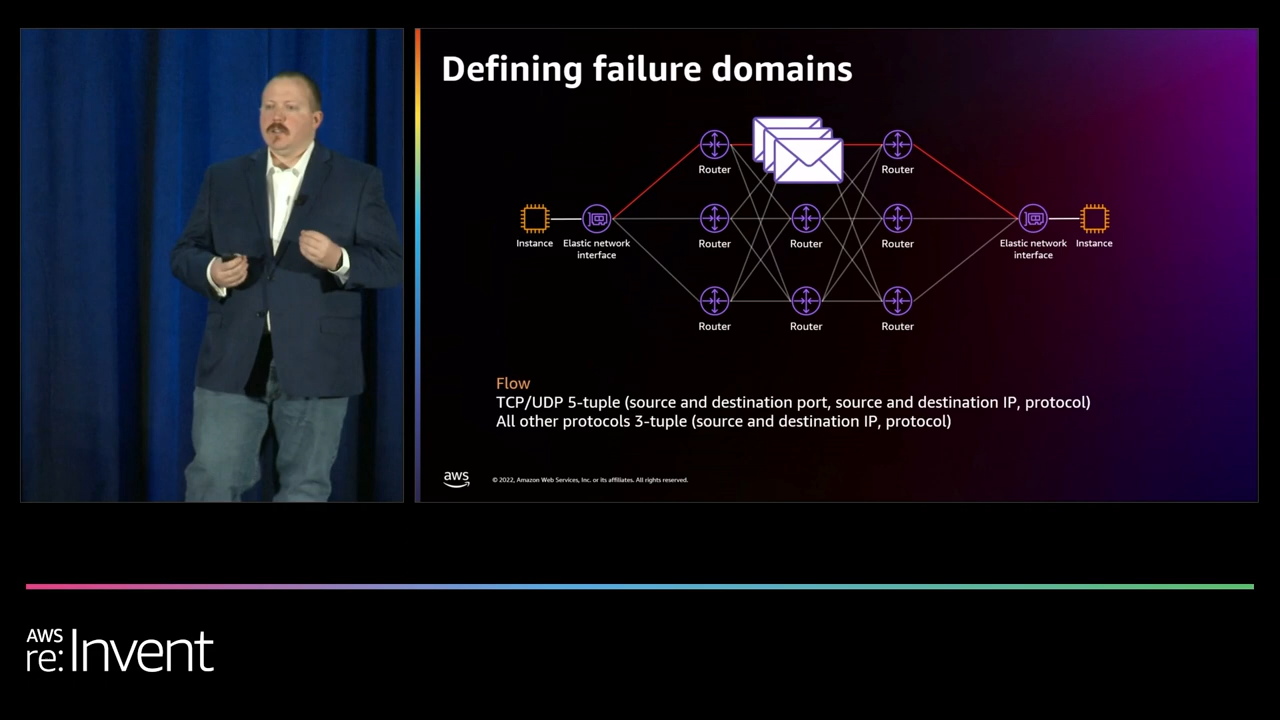 Defining failure domains
Router
Router
Instance
Elastic network
interface
Router
Router
Router
Elastic network
interface
Instance
Router
Router
Router
Flow
TCP/UDP 5-tuple (source and destination port, source and destination IP, protocol)
All other protocols 3-tuple (source and destination IP, protocol)
aws
© 2022, Amazon Web Services, Inc. or its affiliates. All rights reserved.
AWS
re:Invent